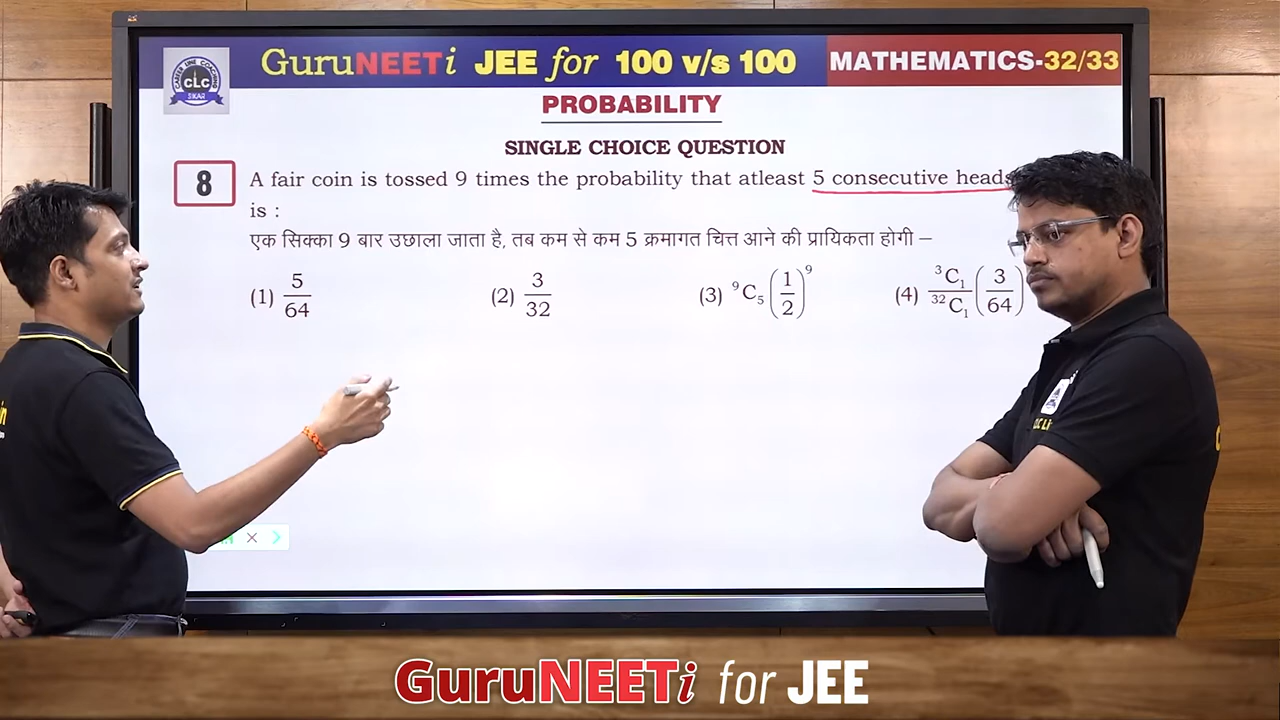 GuruNEETi JEE for 100 v/s 100
MATHEMATICS-32/33
CLC
SIKAR
PROBABILITY
SINGLE CHOICE QUESTION
8 A fair coin is tossed 9 times the probability that atleast 5 consecutive heads
is :
एक सिक्का 9 बार उछाला जाता है, तब कम से कम 5 क्रमागत चित्त आने की प्रायिकता होगी –
(1) 5/64 (2) 3/32 (3) ⁹C₅(1/2)⁹ (4) ³C₁/³²C₁(3/64)
GuruNEETi for JEE